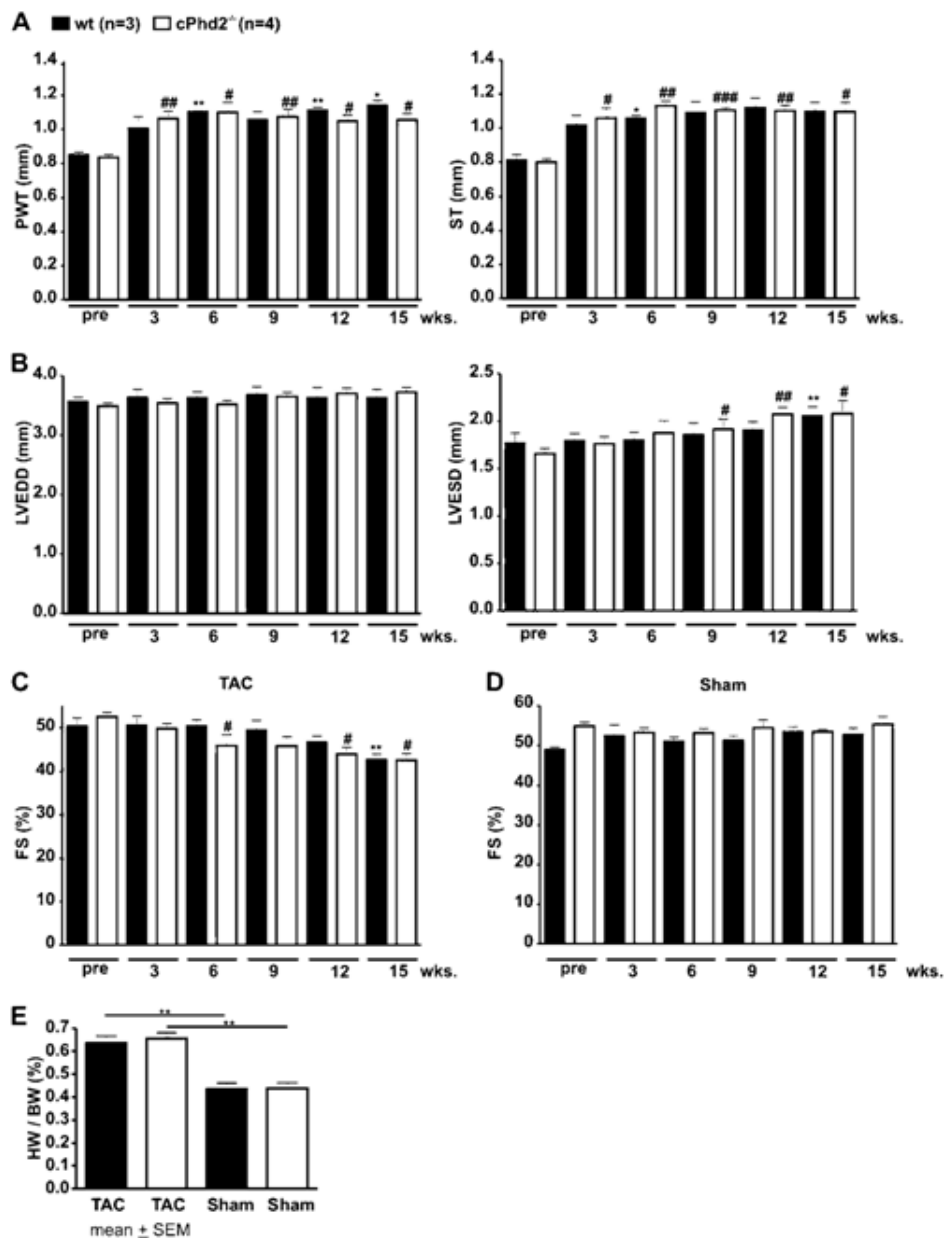 A
wt (n=3) cPhd2-/- (n=4)
1.4
1.2
1.0
0.8
0.6
0.4
0.2
0.0
PWT (mm)
## ** # ## ** # * #
pre 3 6 9 12 15 wks.
1.4
1.2
1.0
0.8
0.6
0.4
0.2
0.0
ST (mm)
# * ## ### ## #
pre 3 6 9 12 15
B
4.0
3.6
2.4
1.2
0.0
LVEDD (mm)
pre 3 6 9 12 15 wks.
2.5
2.0
1.5
1.0
0.5
0.0
LVESD (mm)
# ## ** #
pre 3 6 9 12 15
C
TAC
50
40
30
20
10
0
FS (%)
# # ** #
pre 3 6 9 12 15 wks.
D
Sham
60
50
40
30
20
10
0
FS (%)
pre 3 6 9 12 15 wks.
E
** **
0.7
0.6
0.5
0.4
0.3
0.2
0.1
0.0
HW / BW (%)
TAC TAC Sham Sham
mean ± SEM